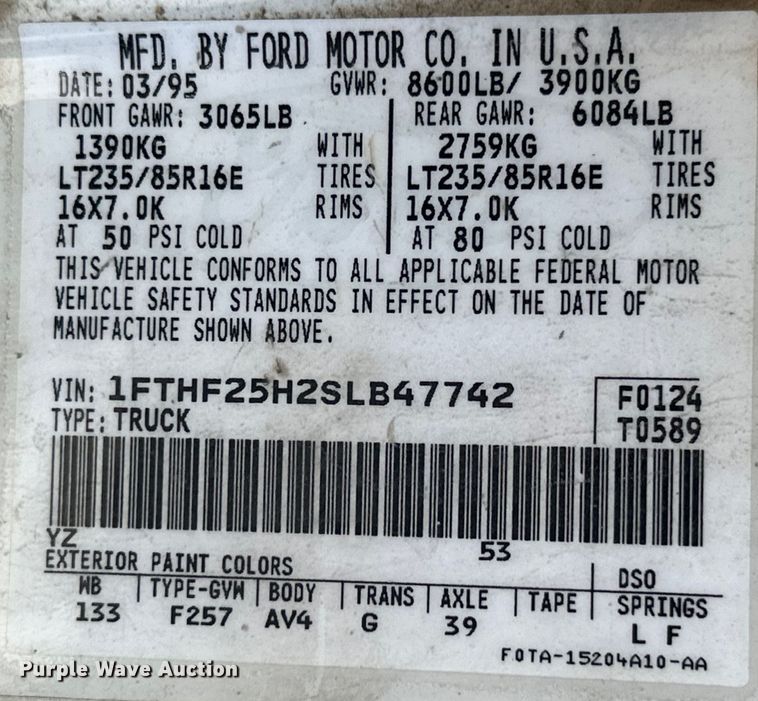 MFD. BY FORD MOTOR CO. IN U.S.A.
DATE: 03/95 GVWR: 8600LB/ 3900KG
FRONT GAWR: 3065LB REAR GAWR: 6084LB
1390KG WITH 2759KG WITH
LT235/85R16E TIRES LT235/85R16E TIRES
16X7.0K RIMS 16X7.0K RIMS
AT 50 PSI COLD AT 80 PSI COLD
THIS VEHICLE CONFORMS TO ALL APPLICABLE FEDERAL MOTOR
VEHICLE SAFETY STANDARDS IN EFFECT ON THE DATE OF
MANUFACTURE SHOWN ABOVE.
VIN: 1FTHF25H2SLB47742 F0124
TYPE: TRUCK T0589
YZ 53
EXTERIOR PAINT COLORS DSO
WB TYPE-GVW BODY TRANS AXLE TAPE SPRINGS
133 F257 AV4 G 39 L F
F0TA-15204A10-AA
Purple Wave Auction